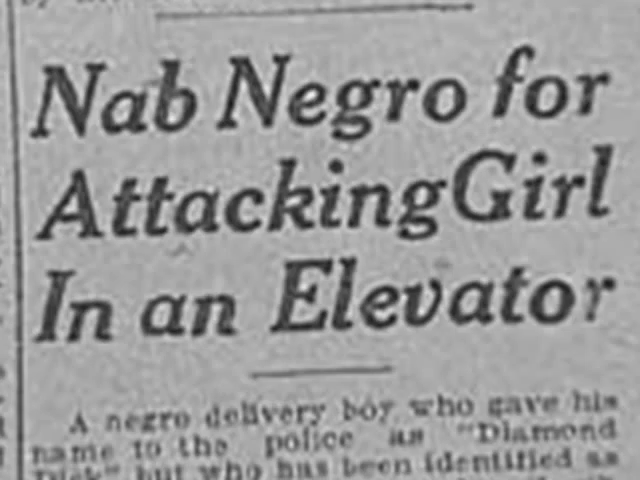 Nab Negro for
Attacking Girl
In an Elevator
A negro delivery boy who gave his
name to the police as "Diamond
Dick" but who has been identified as